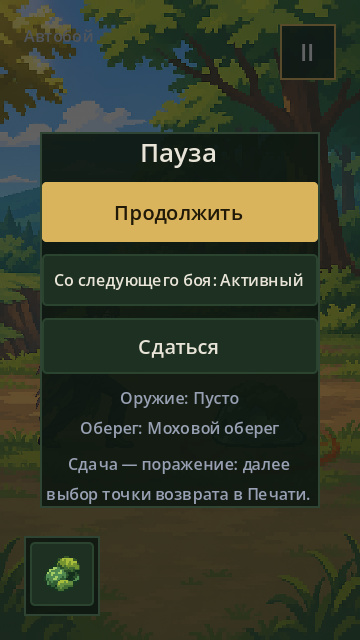 Автобой
Пауза
Продолжить
Со следующего боя: Активный
Сдаться
Оружие: Пусто
Оберег: Моховой оберег
Сдача — поражение: далее
выбор точки возврата в Печати.